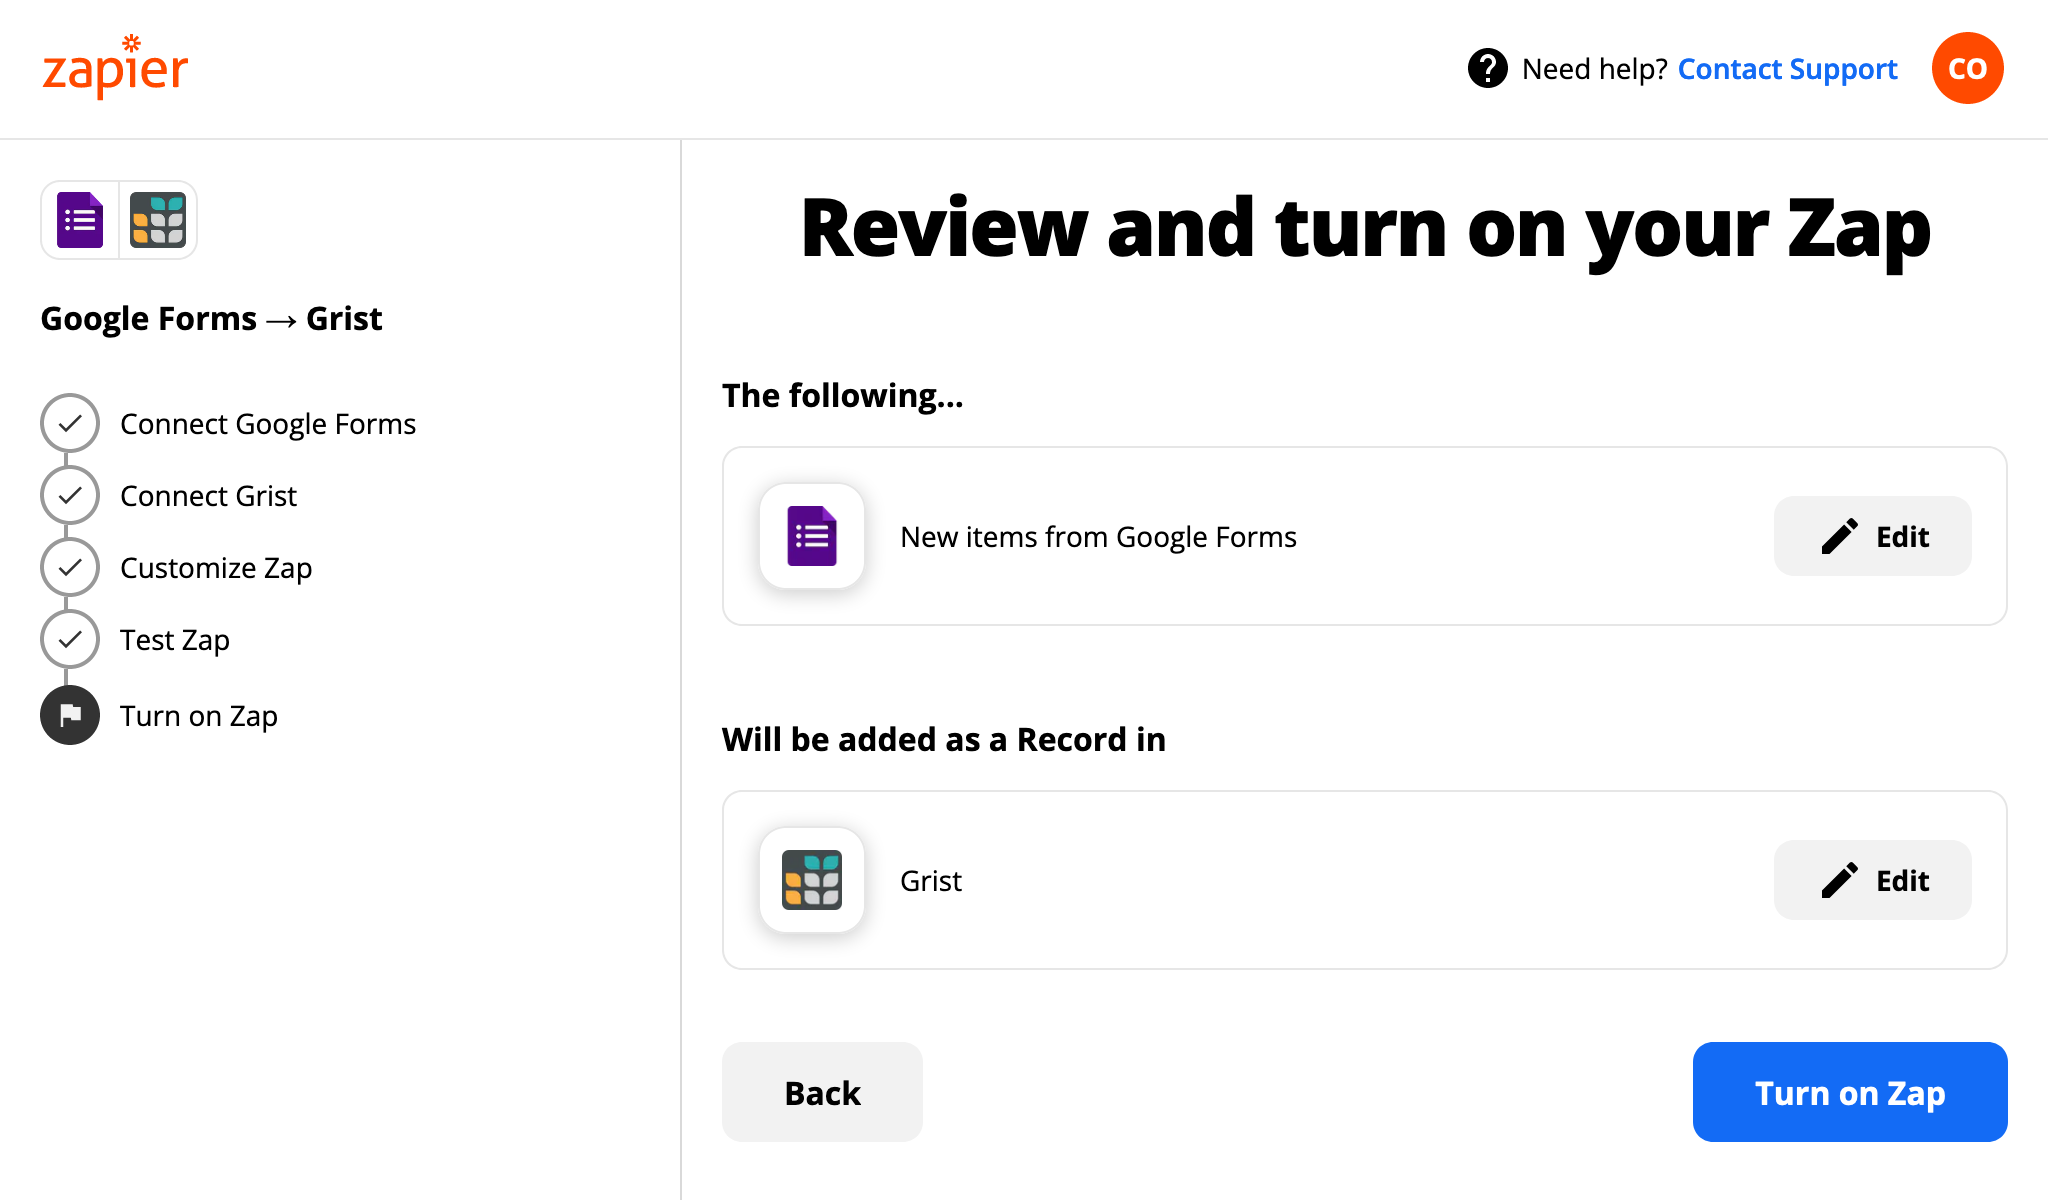 zapier
Need help? Contact Support
CO
Google Forms → Grist
Connect Google Forms
Connect Grist
Customize Zap
Test Zap
Turn on Zap
Review and turn on your Zap
The following...
New items from Google Forms
Edit
Will be added as a Record in
Grist
Edit
Back
Turn on Zap